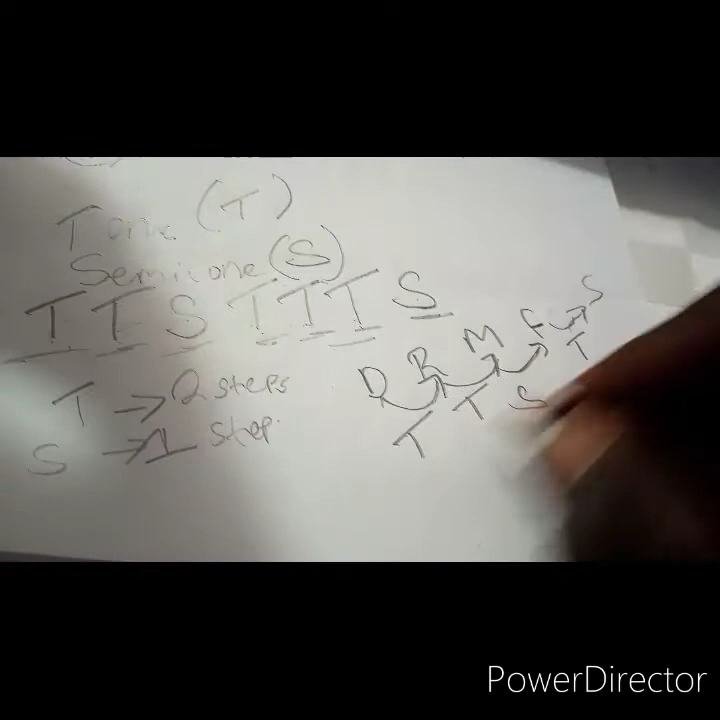 Tone (T)
Semitone (S)
T T S T T T S
T → 2 steps
S → 1 step
D R M F S
T T S T
PowerDirector